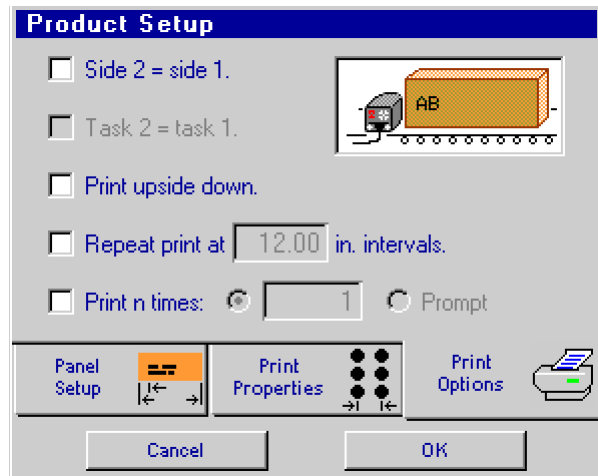 Product Setup
Side 2 = side 1.
AB
Task 2 = task 1.
Print upside down.
Repeat print at 12.00 in. intervals.
Print n times: 1 Prompt
Panel Setup
Print Properties
Print Options
Cancel OK